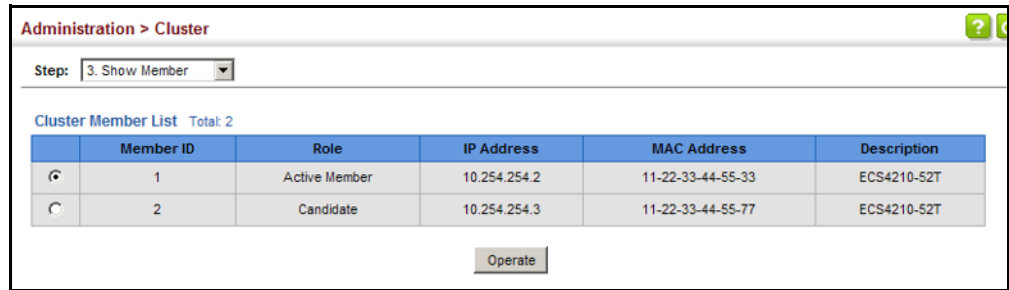 Administration > Cluster
?
Step: 3. Show Member
Cluster Member List Total: 2
Member ID Role IP Address MAC Address Description
1 Active Member 10.254.254.2 11-22-33-44-55-33 ECS4210-52T
2 Candidate 10.254.254.3 11-22-33-44-55-77 ECS4210-52T
Operate